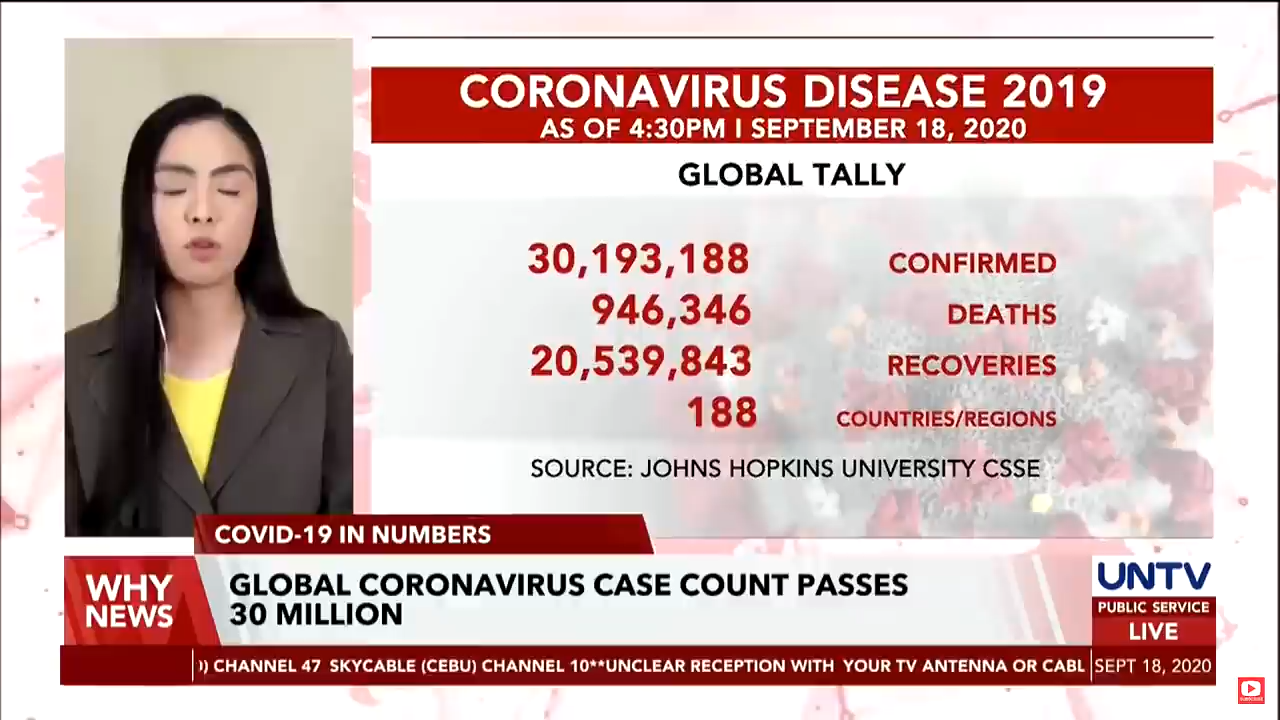 CORONAVIRUS DISEASE 2019
AS OF 4:30PM I SEPTEMBER 18, 2020
GLOBAL TALLY
30,193,188 CONFIRMED
946,346 DEATHS
20,539,843 RECOVERIES
188 COUNTRIES/REGIONS
SOURCE: JOHNS HOPKINS UNIVERSITY CSSE
COVID-19 IN NUMBERS
WHY
NEWS
GLOBAL CORONAVIRUS CASE COUNT PASSES
30 MILLION
UNTV
PUBLIC SERVICE
LIVE
) CHANNEL 47 SKYCABLE (CEBU) CHANNEL 10**UNCLEAR RECEPTION WITH YOUR TV ANTENNA OR CABL
SEPT 18, 2020